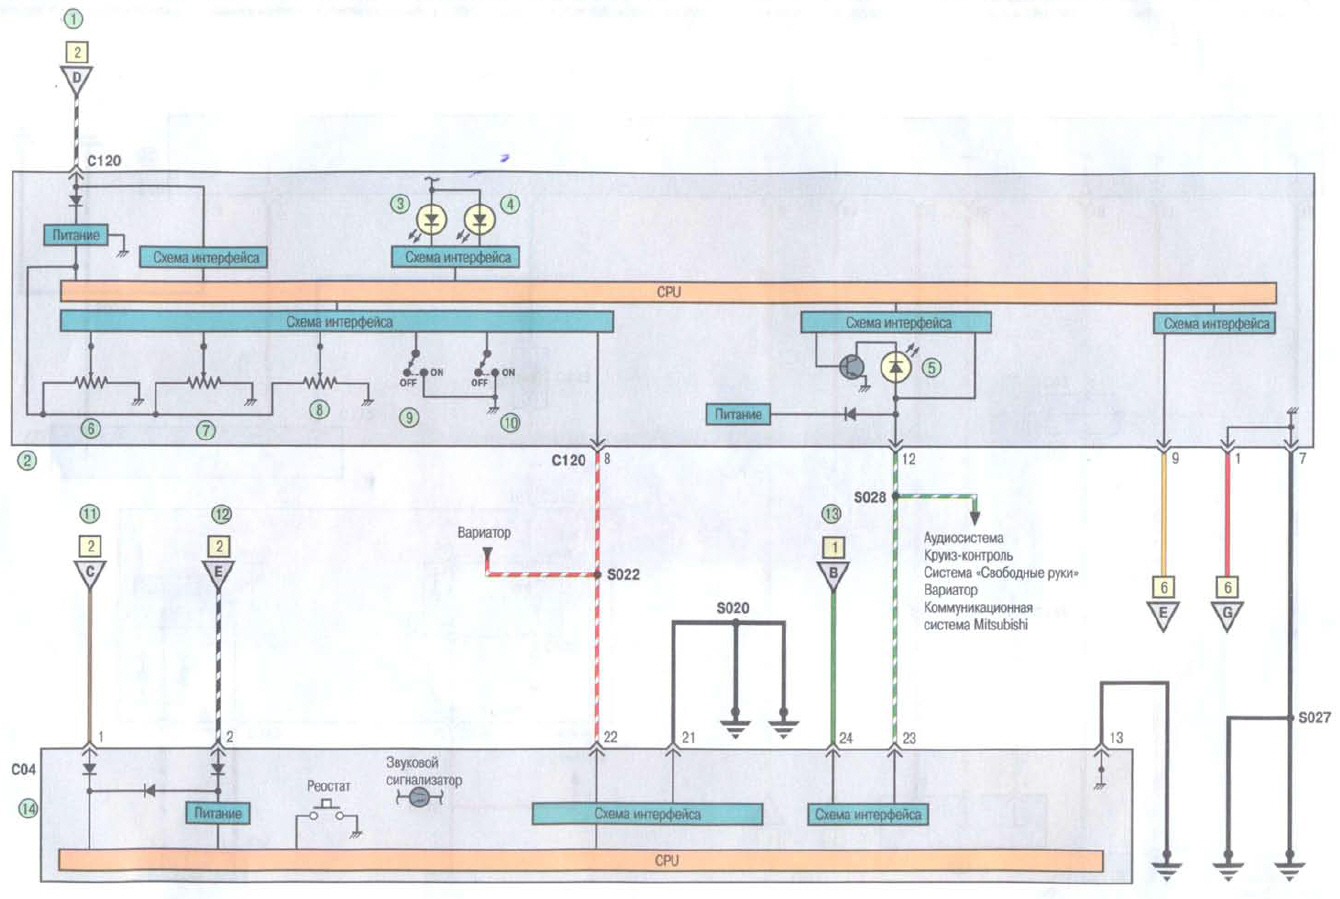 1
2
D
C120
3
4
Питание
Схема интерфейса
Схема интерфейса
CPU
Схема интерфейса
Схема интерфейса
Схема интерфейса
OFF
ON
OFF
ON
5
Питание
6
7
8
9
10
2
C120
8
12
9
1
7
11
2
C
12
2
E
Вариатор
S022
13
1
B
S028
Аудиосистема
Круиз-контроль
Система «Свободные руки»
Вариатор
Коммуникационная
система Mitsubishi
6
E
6
G
S020
S027
1
2
22
21
24
23
13
C04
14
Питание
Реостат
Звуковой
сигнализатор
Схема интерфейса
Схема интерфейса
CPU